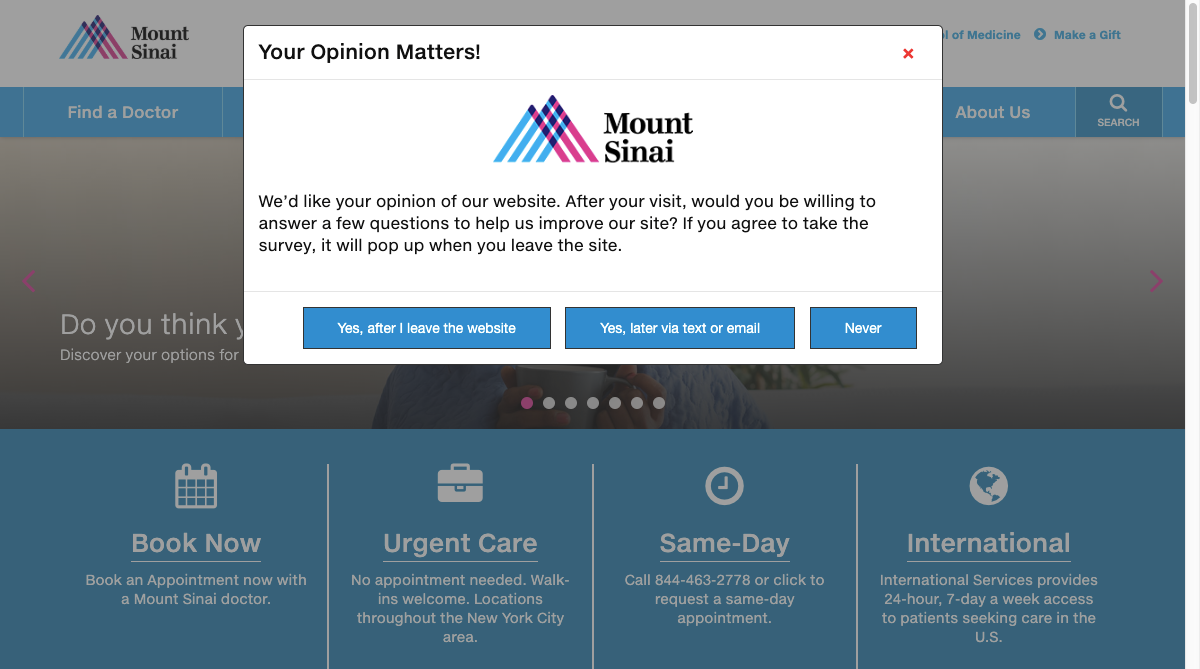 Mount
Sinai
Your Opinion Matters!
of Medicine
Make a Gift
Find a Doctor
About Us
SEARCH
Mount
Sinai
We'd like your opinion of our website. After your visit, would you be willing to
answer a few questions to help us improve our site? If you agree to take the
survey, it will pop up when you leave the site.
Do you think
Discover your options for
Yes, after I leave the website
Yes, later via text or email
Never
Book Now
Book an Appointment now with
a Mount Sinai doctor.
Urgent Care
No appointment needed. Walk-
ins welcome. Locations
throughout the New York City
area.
Same-Day
Call 844-463-2778 or click to
request a same-day
appointment.
International
International Services provides
24-hour, 7-day a week access
to patients seeking care in the
U.S.